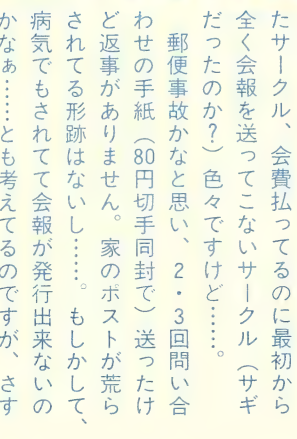 たサークル、会費払ってるのに最初から
全く会報を送ってこないサークル（サギ
だったのか？）色々ですけど……。
　郵便事故かなと思い、２・３回問い合
わせの手紙（80円切手同封で）送ったけ
ど返事がありません。家のポストが荒ら
されてる形跡はないし……。もしかして、
病気でもされてて会報が発行出来ないの
かなぁ……とも考えてるのですが、さす